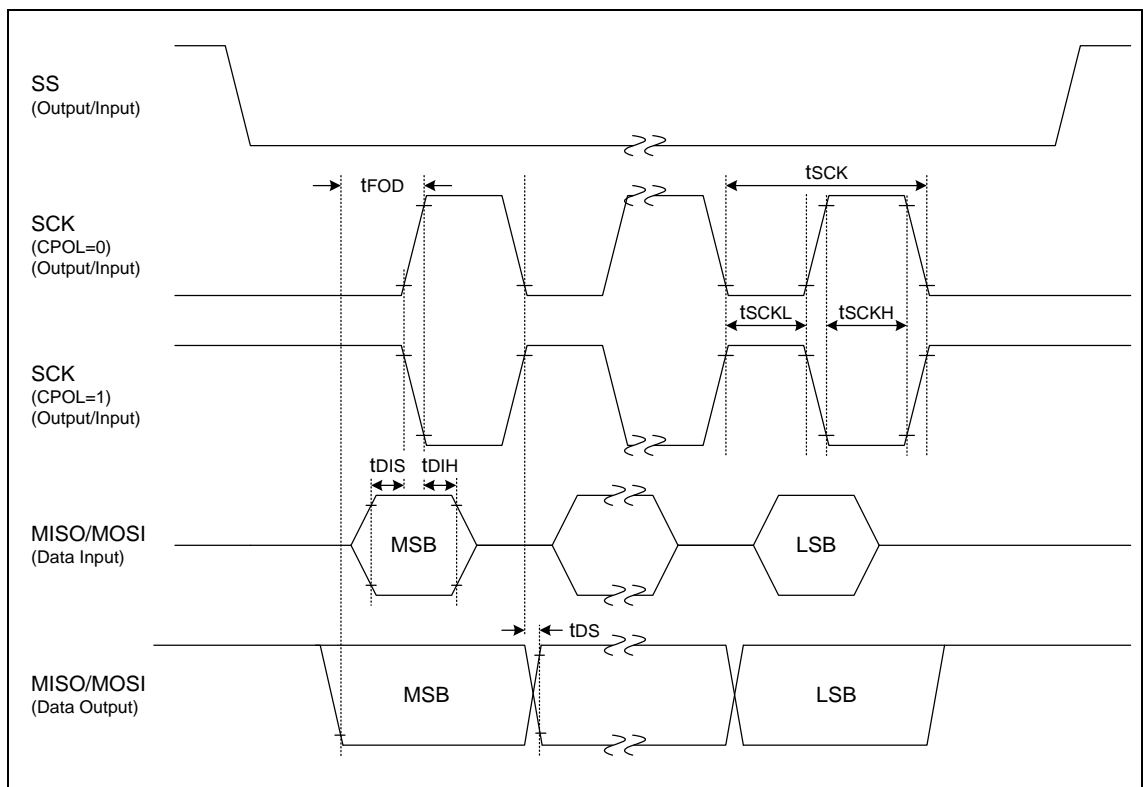 SS
(Output/Input)
tFOD
tSCK
SCK
(CPOL=0)
(Output/Input)
tSCKL
tSCKH
SCK
(CPOL=1)
(Output/Input)
tDIS
tDIH
MISO/MOSI
(Data Input)
MSB
LSB
tDS
MISO/MOSI
(Data Output)
MSB
LSB